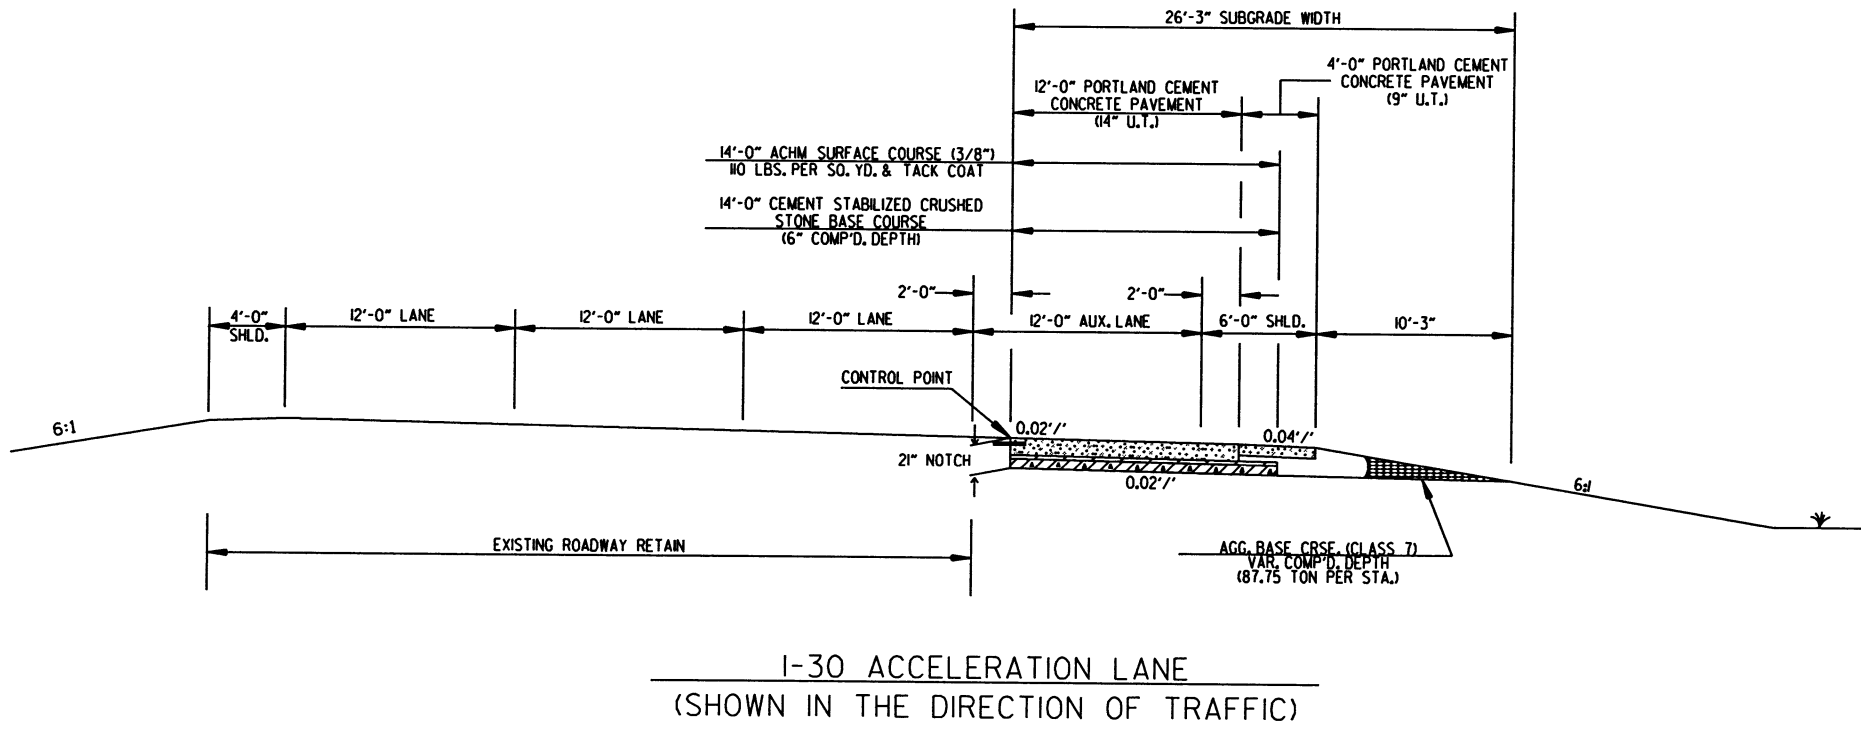 26'-3" SUBGRADE WIDTH
4'-0" PORTLAND CEMENT
CONCRETE PAVEMENT
(9" U.T.)
12'-0" PORTLAND CEMENT
CONCRETE PAVEMENT
(14" U.T.)
14'-0" ACHM SURFACE COURSE (3/8")
110 LBS. PER SQ. YD. & TACK COAT
14'-0" CEMENT STABILIZED CRUSHED
STONE BASE COURSE
(6" COMP'D. DEPTH)
2'-0"
2'-0"
4'-0"
SHLD.
12'-0" LANE
12'-0" LANE
12'-0" LANE
12'-0" AUX. LANE
6'-0" SHLD.
10'-3"
CONTROL POINT
6:1
0.02'/'
0.04'/'
21" NOTCH
0.02'/'
6:1
EXISTING ROADWAY RETAIN
AGG. BASE CRSE. (CLASS 7)
VAR. COMP'D. DEPTH
(87.75 TON PER STA.)
I-30 ACCELERATION LANE
(SHOWN IN THE DIRECTION OF TRAFFIC)